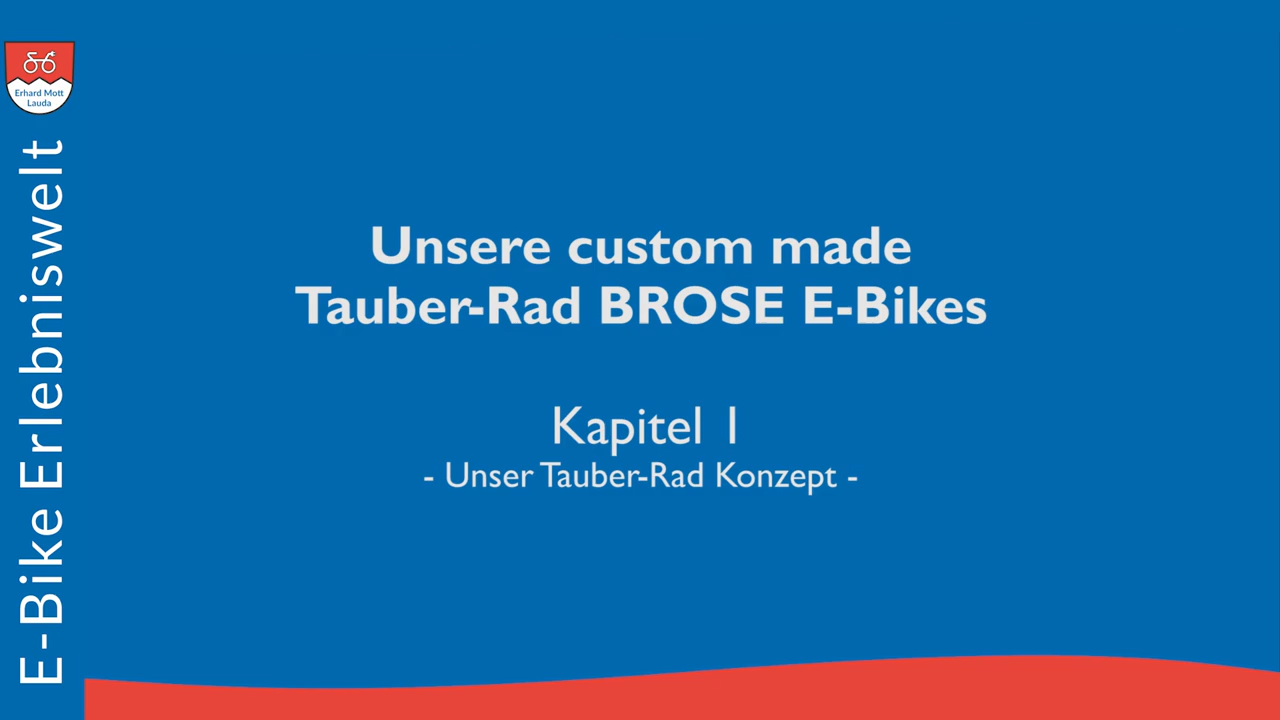 Erhard Mott
Lauda
E-Bike Erlebniswelt
Unsere custom made
Tauber-Rad BROSE E-Bikes
Kapitel 1
- Unser Tauber-Rad Konzept -